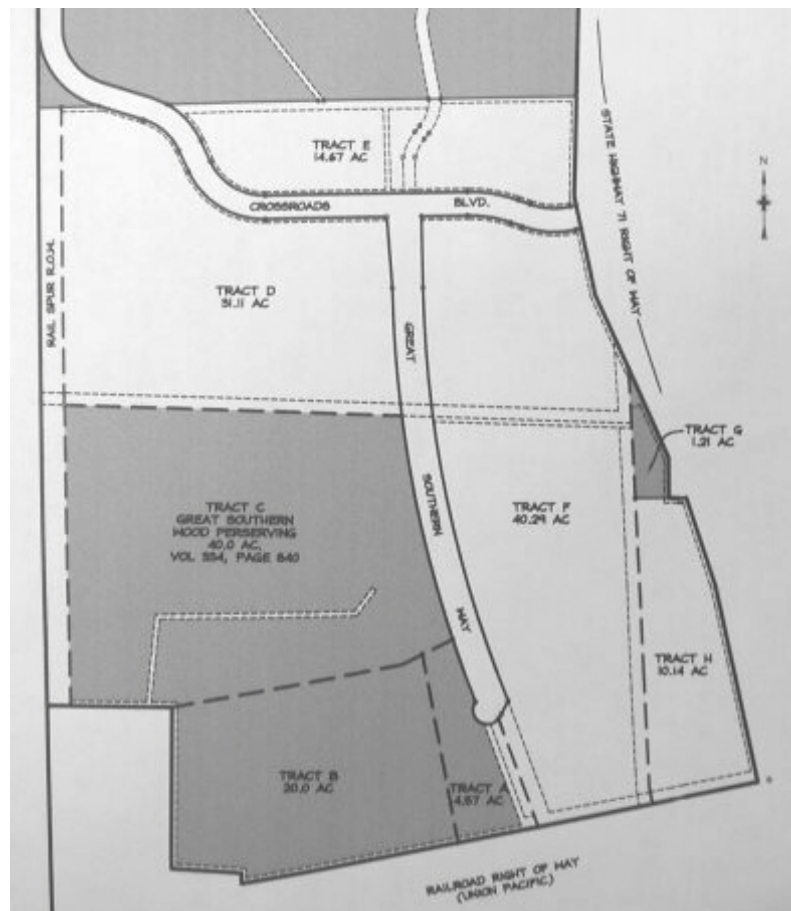 TRACT E
14.67 AC
CROSSROADS BLVD.
STATE HIGHWAY 71 RIGHT OF WAY
N
RAIL SPUR R.O.W.
TRACT D
31.11 AC
GREAT SOUTHERN WAY
TRACT G
1.21 AC
TRACT C
GREAT SOUTHERN
WOOD PERSERVING
40.0 AC.
VOL 554, PAGE 840
TRACT F
40.29 AC
TRACT H
10.14 AC
TRACT B
20.0 AC
TRACT A
4.67 AC
RAILROAD RIGHT OF WAY
(UNION PACIFIC)